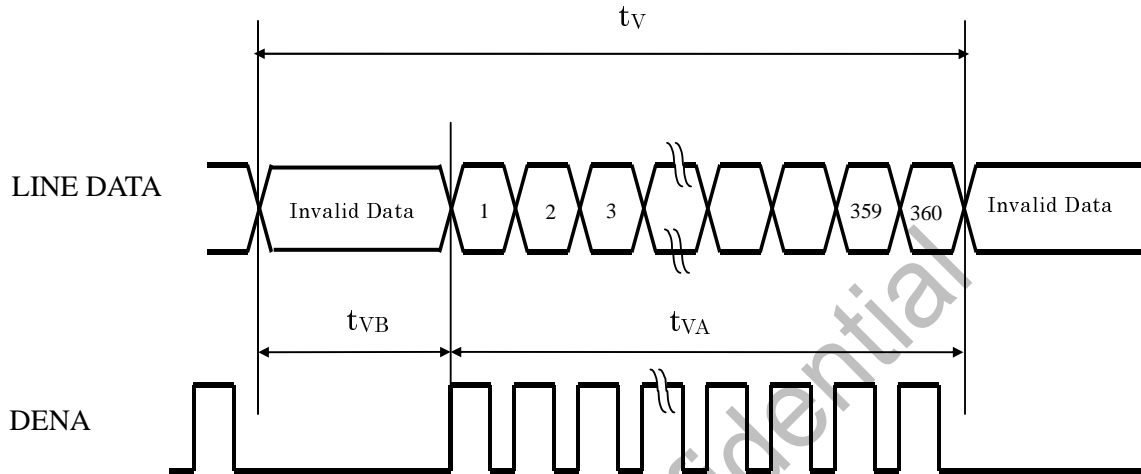 tV
LINE DATA
Invalid Data
1
2
3
359
360
Invalid Data
tVB
tVA
DENA